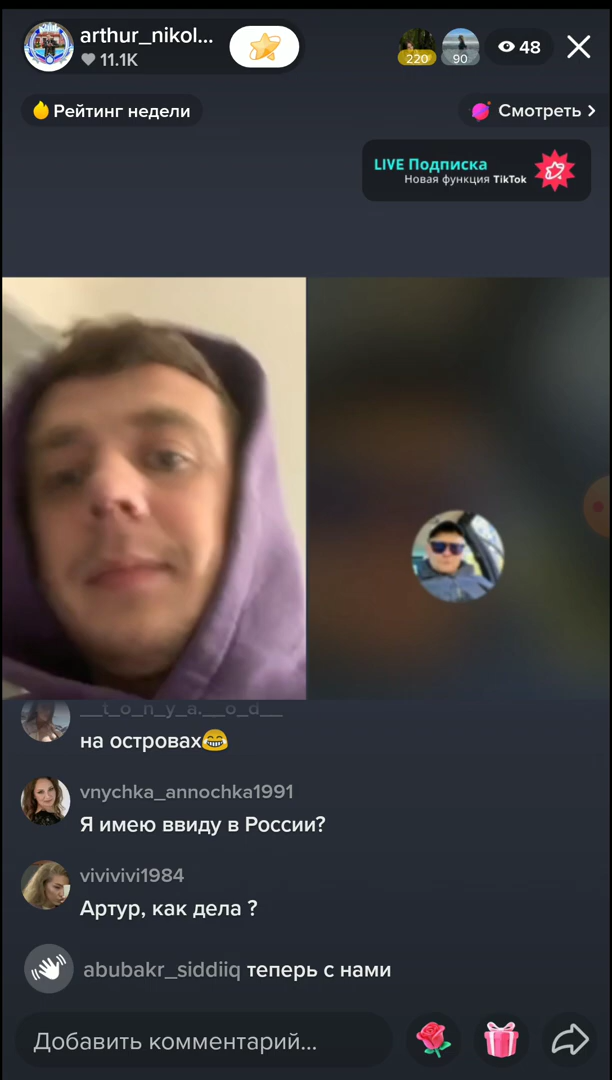 arthur_nikol...
11.1K
220
90
48
Рейтинг недели
Смотреть >
LIVE Подписка
Новая функция TikTok
__t_o_n_y_a.__o_d__
на островах😂
vnychka_annochka1991
Я имею ввиду в России?
vivivivi1984
Артур, как дела ?
abubakr_siddiiq теперь с нами
Добавить комментарий...